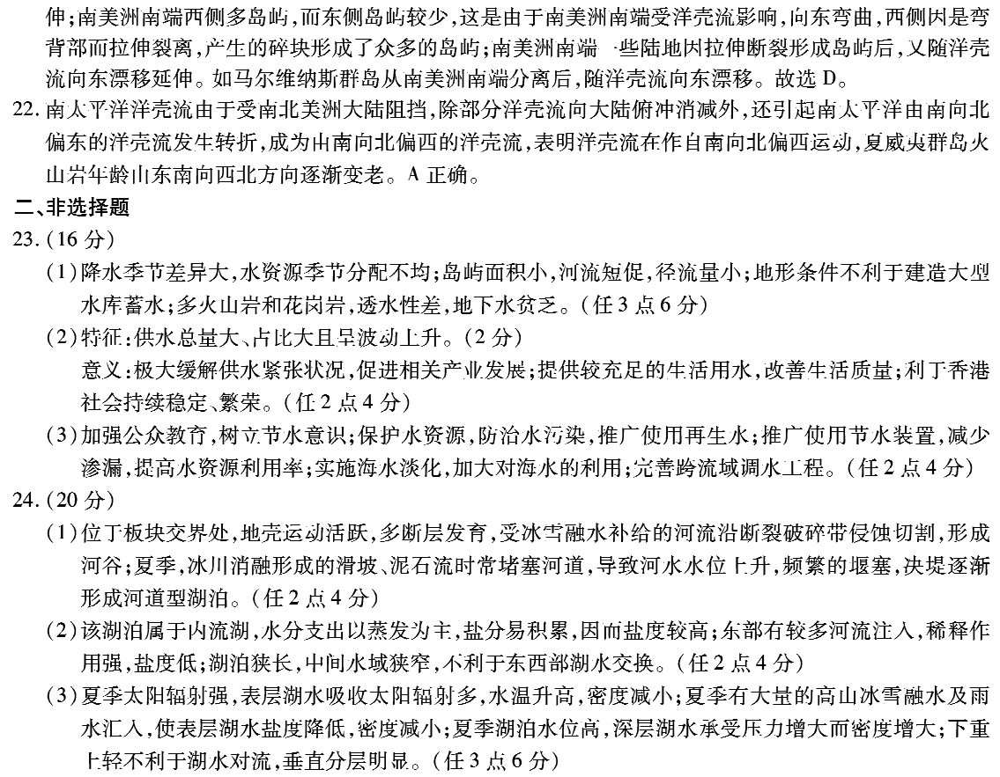 伸;南美洲南端西侧多岛屿,而东侧岛屿较少,这是由于南美洲南端受洋壳流影响,向东弯曲,西侧因是弯
背部而拉伸裂离,产生的碎块形成了众多的岛屿;南美洲南端一些陆地因拉伸断裂形成岛屿后,又随洋壳
流向东漂移延伸。如马尔维纳斯群岛从南美洲南端分离后,随洋壳流向东漂移。故选 D。
22. 南太平洋洋壳流由于受南北美洲大陆阻挡,除部分洋壳流向大陆俯冲消减外,还引起南太平洋由南向北
偏东的洋壳流发生转折,成为由南向北偏西的洋壳流,表明洋壳流在作自南向北偏西运动,夏威夷群岛火
山岩年龄由东南向西北方向逐渐变老。A 正确。
二、非选择题
23. (16 分)
(1)降水季节差异大,水资源季节分配不均;岛屿面积小,河流短促,径流量小;地形条件不利于建造大型
水库蓄水;多火山岩和花岗岩,透水性差,地下水贫乏。(任 3 点 6 分)
(2)特征:供水总量大、占比大且呈波动上升。(2 分)
意义:极大缓解供水紧张状况,促进相关产业发展;提供较充足的生活用水,改善生活质量;利于香港
社会持续稳定、繁荣。(任 2 点 4 分)
(3)加强公众教育,树立节水意识;保护水资源,防治水污染,推广使用再生水;推广使用节水装置,减少
渗漏,提高水资源利用率;实施海水淡化,加大对海水的利用;完善跨流域调水工程。(任 2 点 4 分)
24. (20 分)
(1)位于板块交界处,地壳运动活跃,多断层发育,受冰雪融水补给的河流沿断裂破碎带侵蚀切割,形成
河谷;夏季,冰川消融形成的滑坡、泥石流时常堵塞河道,导致河水水位上升,频繁的堰塞,决堤逐渐
形成河道型湖泊。(任 2 点 4 分)
(2)该湖泊属于内流湖,水分支出以蒸发为主,盐分易积累,因而盐度较高;东部有较多河流注入,稀释作
用强,盐度低;湖泊狭长,中间水域狭窄,不利于东西部湖水交换。(任 2 点 4 分)
(3)夏季太阳辐射强,表层湖水吸收太阳辐射多,水温升高,密度减小;夏季有大量的高山冰雪融水及雨
水汇入,使表层湖水盐度降低,密度减小;夏季湖泊水位高,深层湖水承受压力增大而密度增大;下重
上轻不利于湖水对流,垂直分层明显。(任 3 点 6 分)